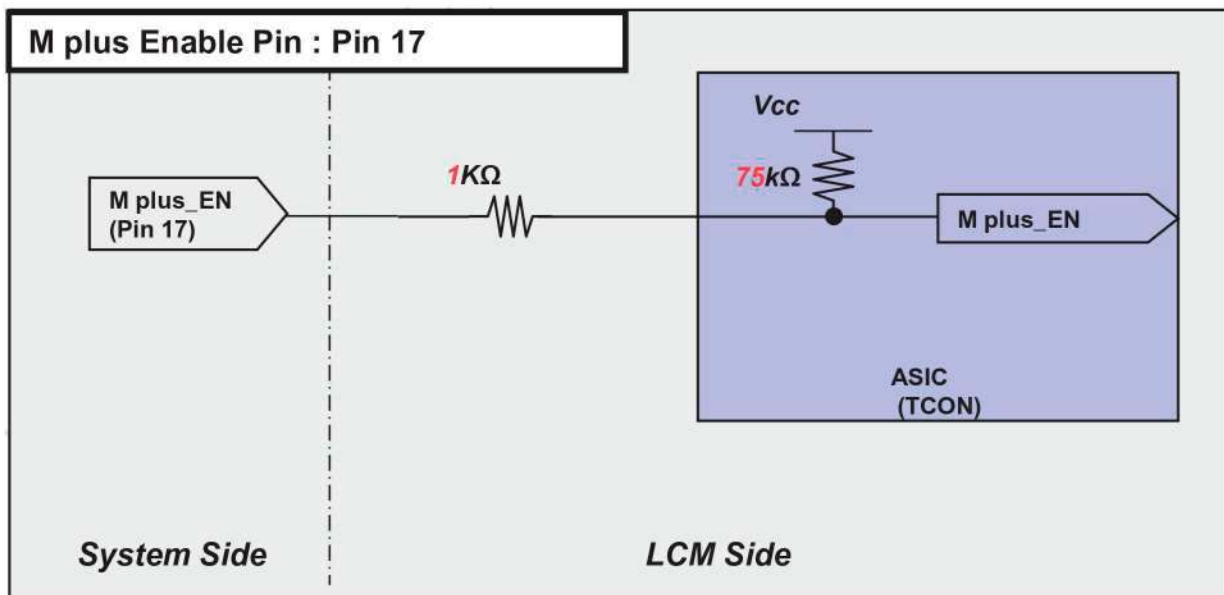 M plus Enable Pin : Pin 17
Vcc
1KΩ
75kΩ
M plus_EN
(Pin 17)
M plus_EN
ASIC
(TCON)
System Side
LCM Side